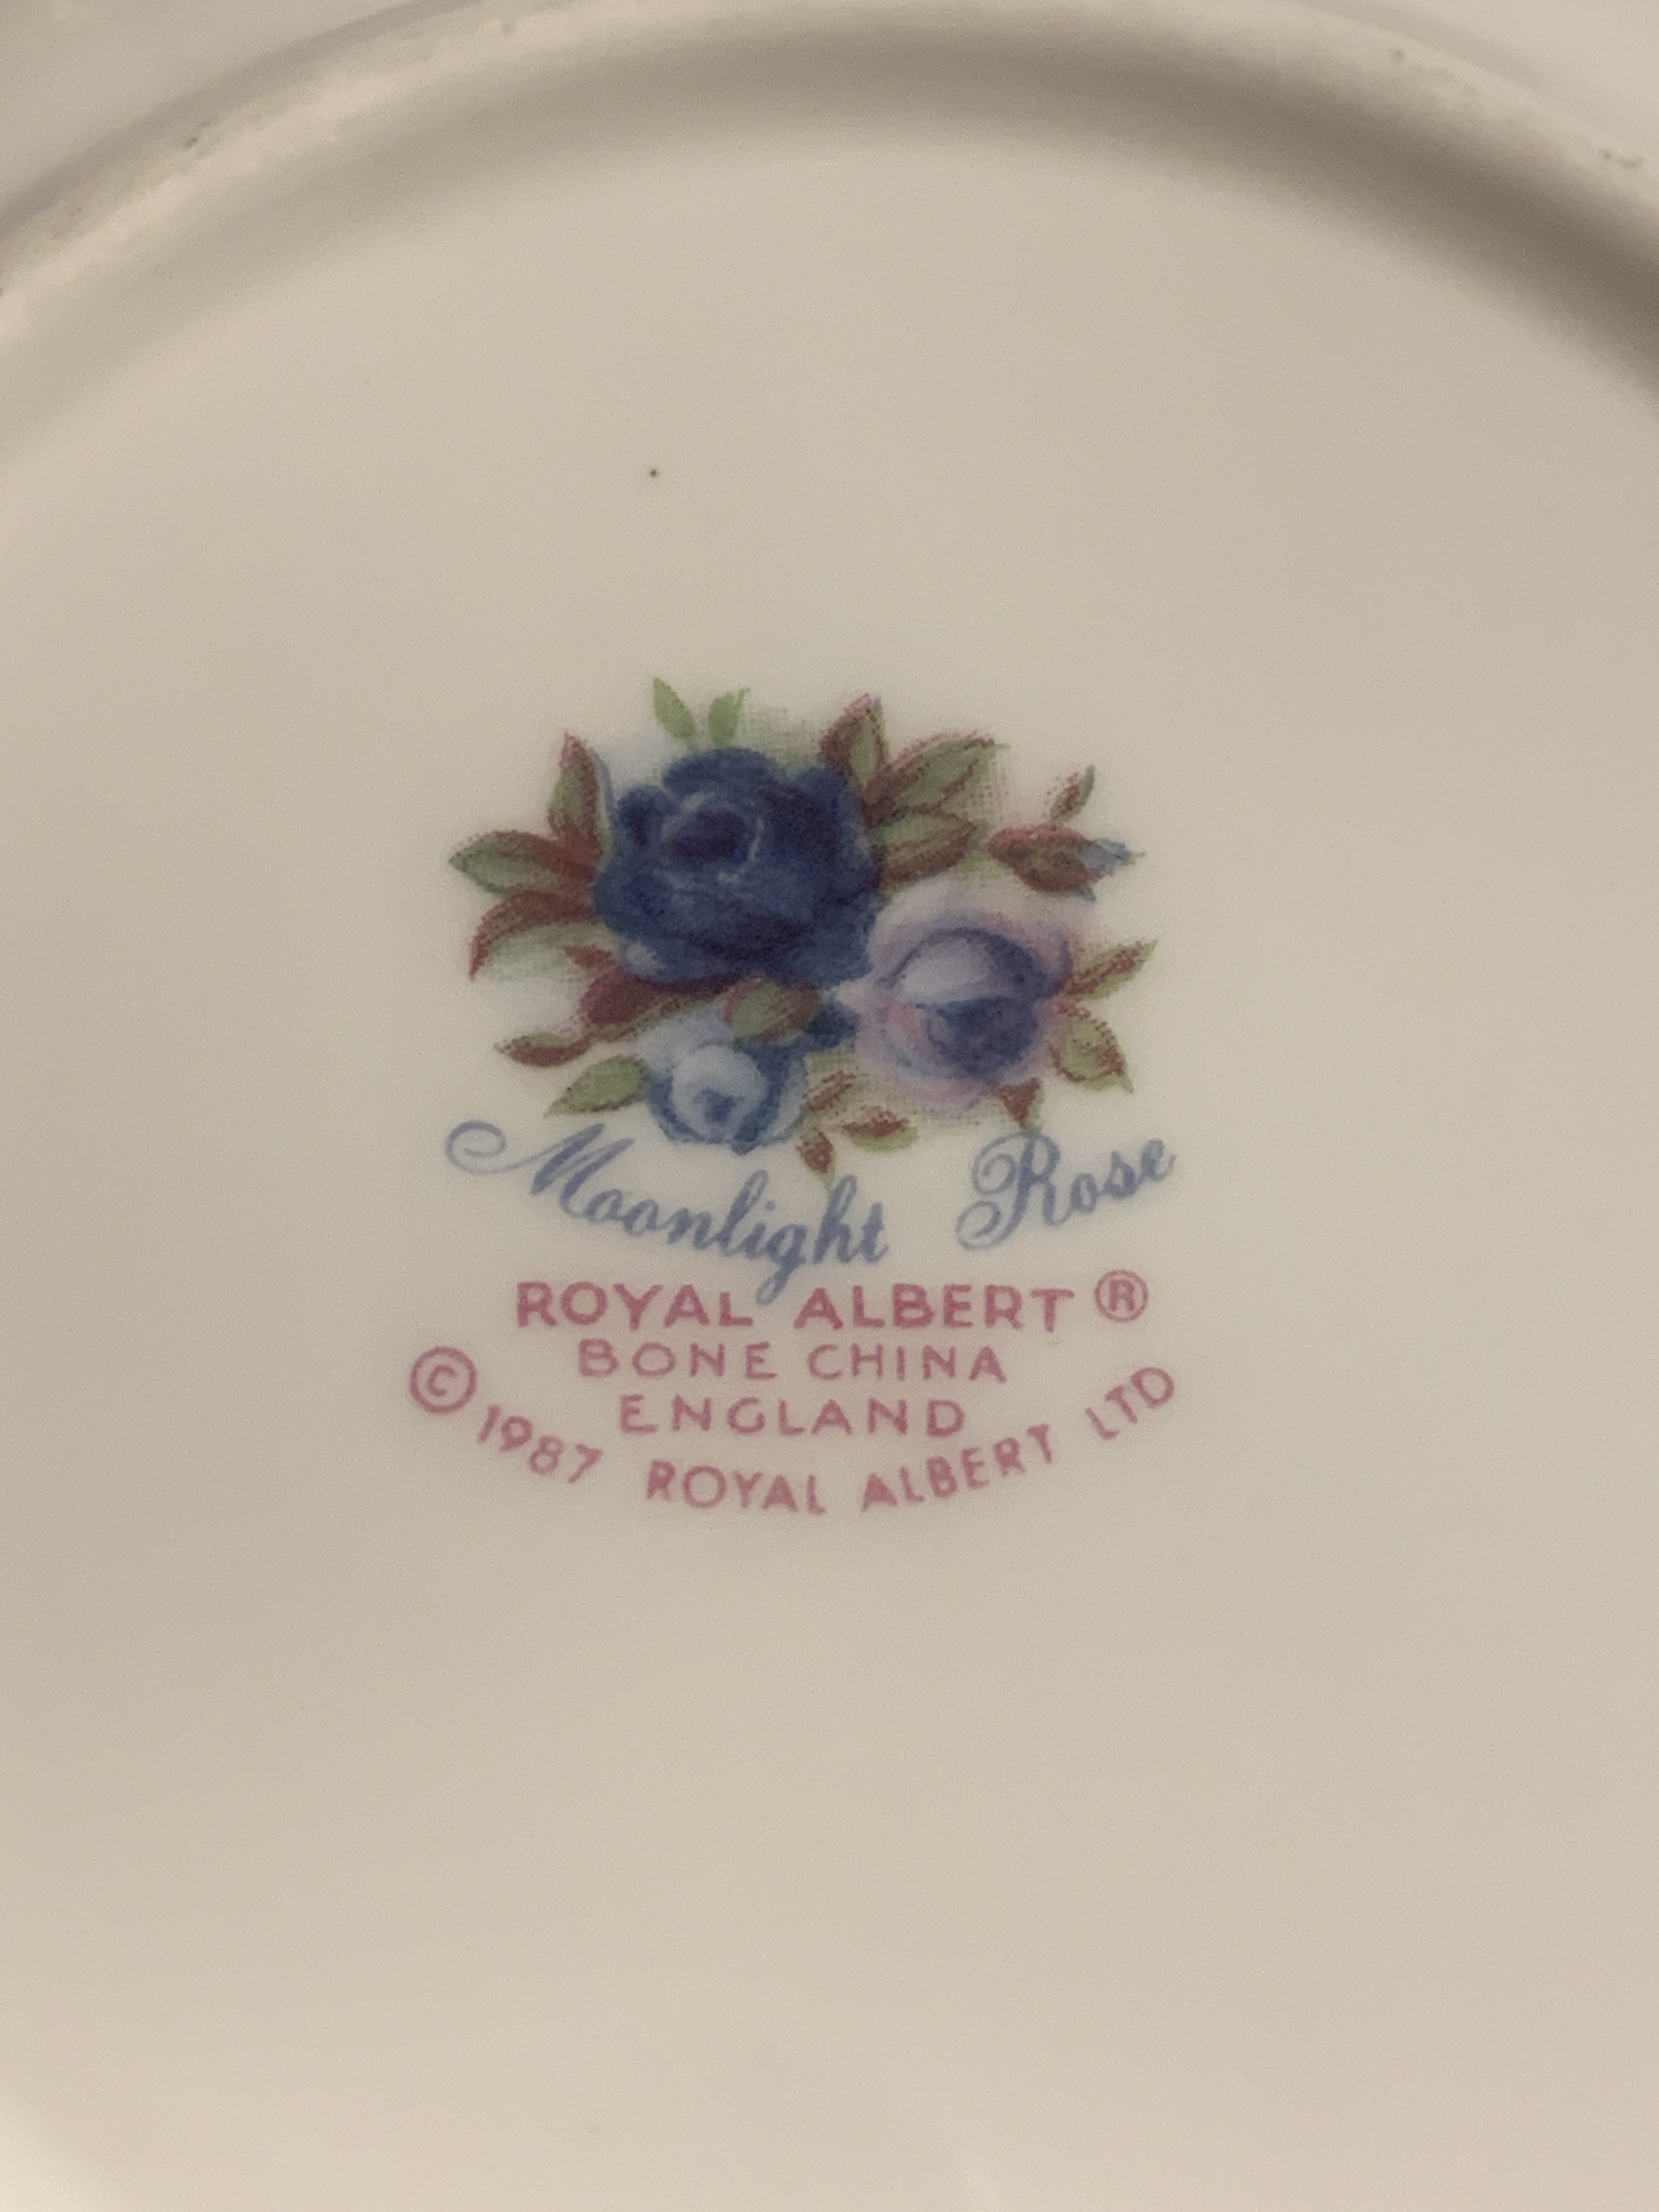 Moonlight Rose
ROYAL ALBERT ®
BONE CHINA
ENGLAND
© 1987 ROYAL ALBERT LTD